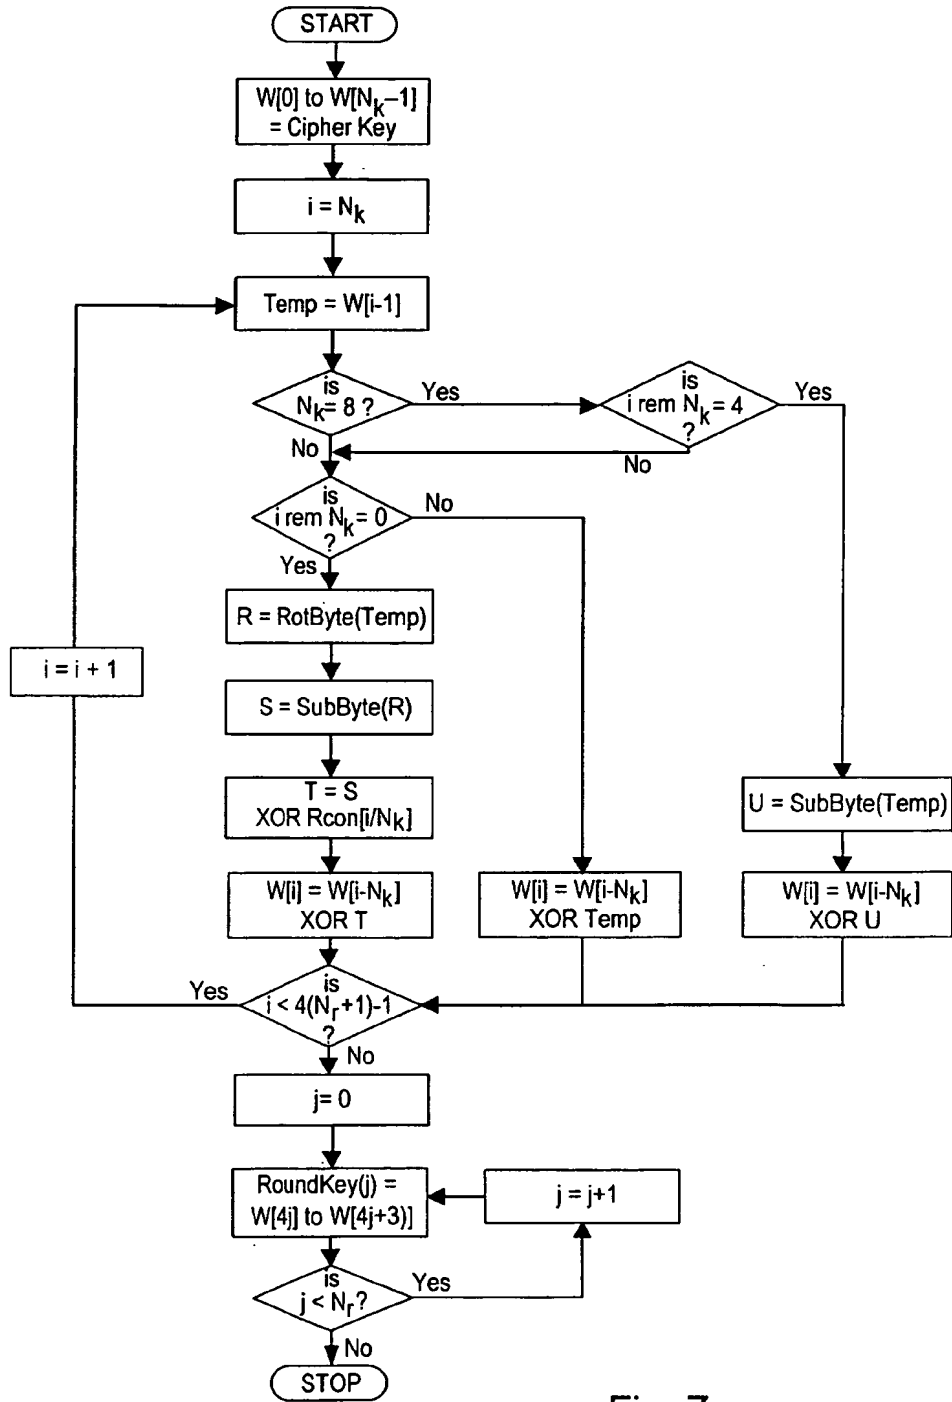 START
W[0] to W[Nk–1]
= Cipher Key
i = Nk
Temp = W[i-1]
is
Nk= 8 ?
Yes
No
is
i rem Nk= 4
?
Yes
No
is
i rem Nk= 0
?
No
Yes
R = RotByte(Temp)
i = i + 1
S = SubByte(R)
T = S
XOR Rcon[i/Nk]
U = SubByte(Temp)
W[i] = W[i-Nk]
XOR T
W[i] = W[i-Nk]
XOR Temp
W[i] = W[i-Nk]
XOR U
is
i < 4(Nr+1)-1
?
Yes
No
j= 0
RoundKey(j) =
W[4j] to W[4j+3)]
j = j+1
is
j < Nr?
Yes
No
STOP